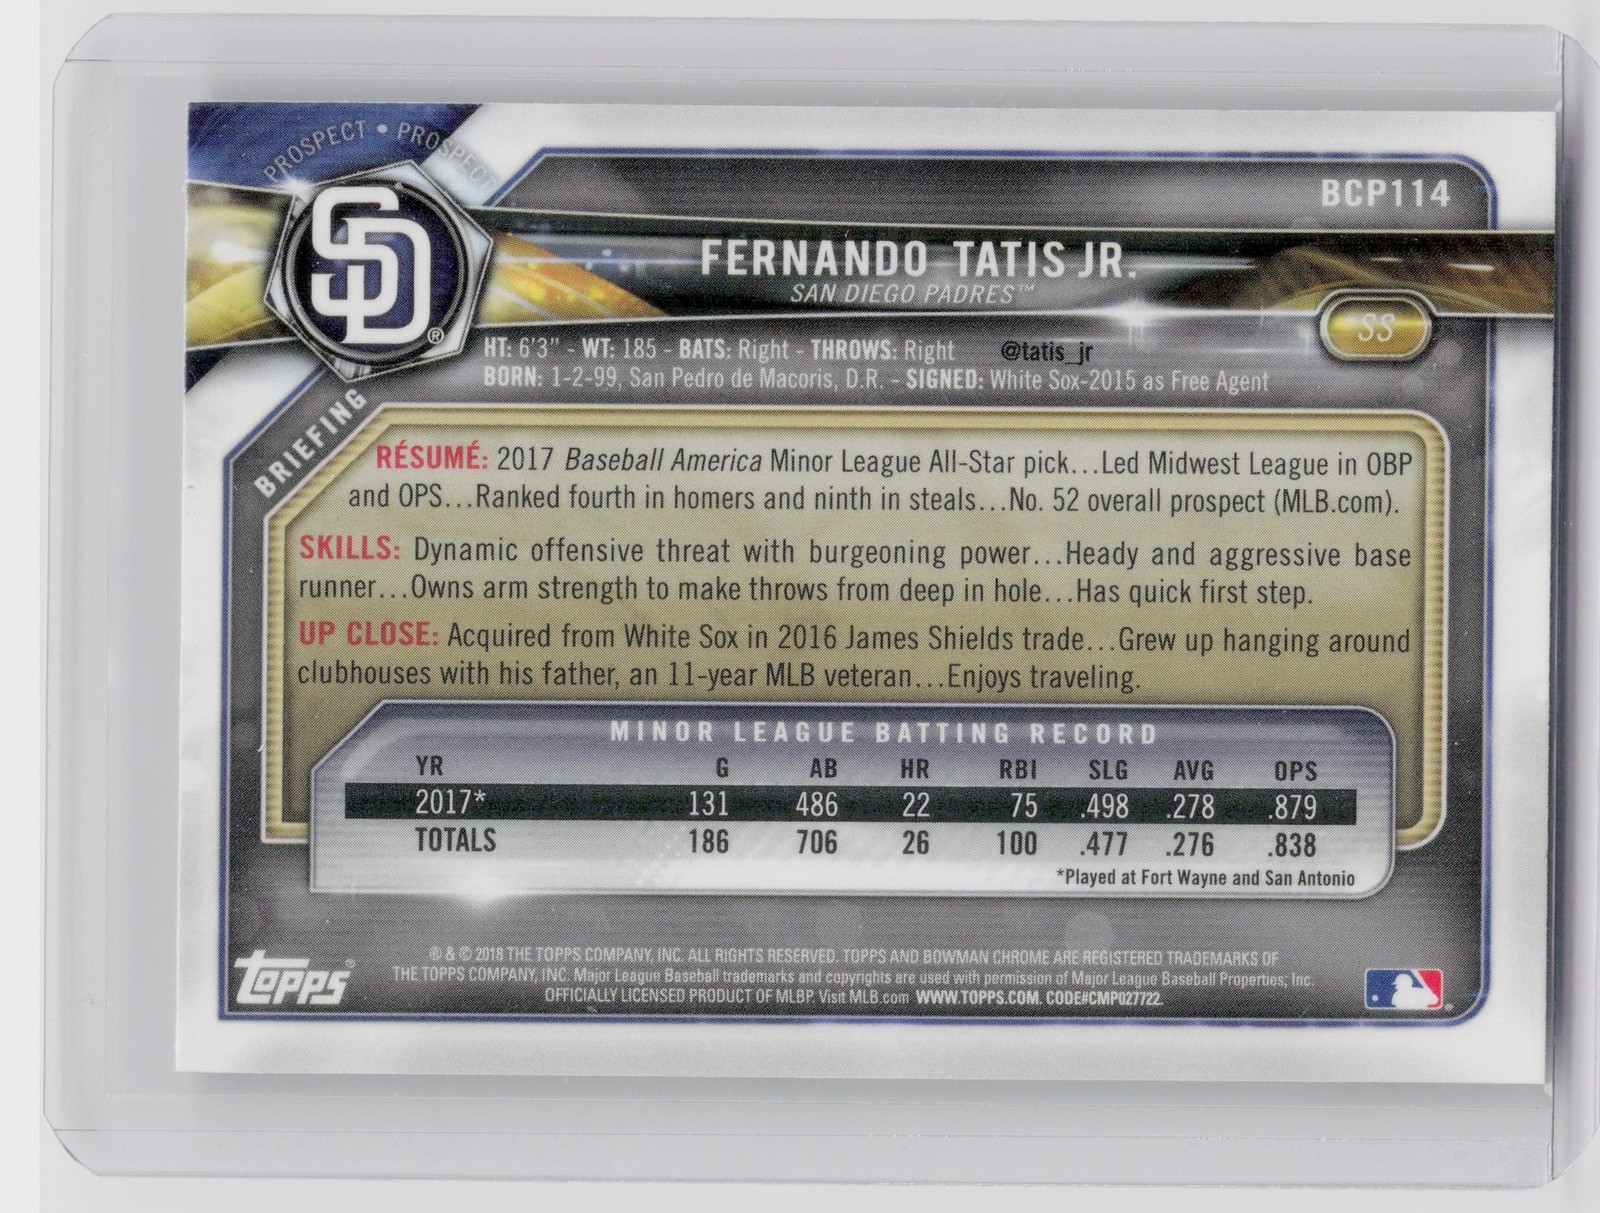 PROSPECT • PROSPECT
BCP114
SD®
FERNANDO TATIS JR.
SAN DIEGO PADRES™
SS
HT: 6'3" - WT: 185 - BATS: Right - THROWS: Right @tatis_jr
BORN: 1-2-99, San Pedro de Macoris, D.R. - SIGNED: White Sox-2015 as Free Agent
BRIEFING
RÉSUMÉ: 2017 Baseball America Minor League All-Star pick...Led Midwest League in OBP
and OPS...Ranked fourth in homers and ninth in steals...No. 52 overall prospect (MLB.com).
SKILLS: Dynamic offensive threat with burgeoning power...Heady and aggressive base
runner...Owns arm strength to make throws from deep in hole...Has quick first step.
UP CLOSE: Acquired from White Sox in 2016 James Shields trade...Grew up hanging around
clubhouses with his father, an 11-year MLB veteran...Enjoys traveling.
MINOR LEAGUE BATTING RECORD
YR G AB HR RBI SLG AVG OPS
2017* 131 486 22 75 .498 .278 .879
TOTALS 186 706 26 100 .477 .276 .838
*Played at Fort Wayne and San Antonio
® & © 2018 THE TOPPS COMPANY, INC. ALL RIGHTS RESERVED. TOPPS AND BOWMAN CHROME ARE REGISTERED TRADEMARKS OF
THE TOPPS COMPANY, INC. Major League Baseball trademarks and copyrights are used with permission of Major League Baseball Properties, Inc.
OFFICIALLY LICENSED PRODUCT OF MLBP. Visit MLB.com WWW.TOPPS.COM. CODE#CMP027722.
Topps®